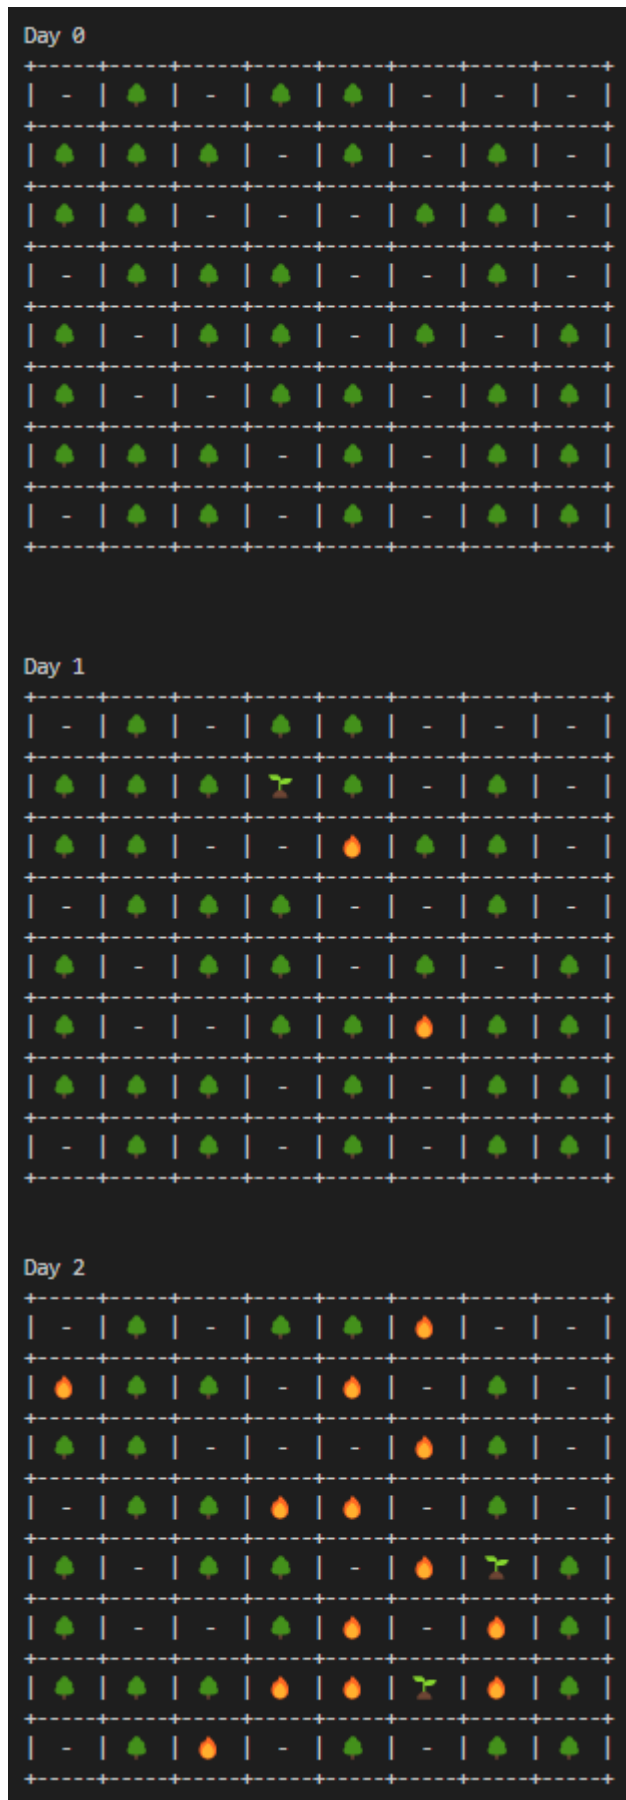 Day 0
+-----+-----+-----+-----+-----+-----+-----+-----+
| - | 🌲 | - | 🌲 | 🌲 | - | - | - |
+-----+-----+-----+-----+-----+-----+-----+-----+
| 🌲 | 🌲 | 🌲 | - | 🌲 | - | 🌲 | - |
+-----+-----+-----+-----+-----+-----+-----+-----+
| 🌲 | 🌲 | - | - | - | 🌲 | 🌲 | - |
+-----+-----+-----+-----+-----+-----+-----+-----+
| - | 🌲 | 🌲 | 🌲 | - | - | 🌲 | - |
+-----+-----+-----+-----+-----+-----+-----+-----+
| 🌲 | - | 🌲 | 🌲 | - | 🌲 | - | 🌲 |
+-----+-----+-----+-----+-----+-----+-----+-----+
| 🌲 | - | - | 🌲 | 🌲 | - | 🌲 | 🌲 |
+-----+-----+-----+-----+-----+-----+-----+-----+
| 🌲 | 🌲 | 🌲 | - | 🌲 | - | 🌲 | 🌲 |
+-----+-----+-----+-----+-----+-----+-----+-----+
| - | 🌲 | 🌲 | - | 🌲 | - | 🌲 | 🌲 |
+-----+-----+-----+-----+-----+-----+-----+-----+
Day 1
+-----+-----+-----+-----+-----+-----+-----+-----+
| - | 🌲 | - | 🌲 | 🌲 | - | - | - |
+-----+-----+-----+-----+-----+-----+-----+-----+
| 🌲 | 🌲 | 🌲 | 🌱 | 🌲 | - | 🌲 | - |
+-----+-----+-----+-----+-----+-----+-----+-----+
| 🌲 | 🌲 | - | - | 🔥 | 🌲 | 🌲 | - |
+-----+-----+-----+-----+-----+-----+-----+-----+
| - | 🌲 | 🌲 | 🌲 | - | - | 🌲 | - |
+-----+-----+-----+-----+-----+-----+-----+-----+
| 🌲 | - | 🌲 | 🌲 | - | 🌲 | - | 🌲 |
+-----+-----+-----+-----+-----+-----+-----+-----+
| 🌲 | - | - | 🌲 | 🌲 | 🔥 | 🌲 | 🌲 |
+-----+-----+-----+-----+-----+-----+-----+-----+
| 🌲 | 🌲 | 🌲 | - | 🌲 | - | 🌲 | 🌲 |
+-----+-----+-----+-----+-----+-----+-----+-----+
| - | 🌲 | 🌲 | - | 🌲 | - | 🌲 | 🌲 |
+-----+-----+-----+-----+-----+-----+-----+-----+
Day 2
+-----+-----+-----+-----+-----+-----+-----+-----+
| - | 🌲 | - | 🌲 | 🌲 | 🔥 | - | - |
+-----+-----+-----+-----+-----+-----+-----+-----+
| 🔥 | 🌲 | 🌲 | - | 🔥 | - | 🌲 | - |
+-----+-----+-----+-----+-----+-----+-----+-----+
| 🌲 | 🌲 | - | - | - | 🔥 | 🌲 | - |
+-----+-----+-----+-----+-----+-----+-----+-----+
| - | 🌲 | 🌲 | 🔥 | 🔥 | - | 🌲 | - |
+-----+-----+-----+-----+-----+-----+-----+-----+
| 🌲 | - | 🌲 | 🌲 | - | 🔥 | 🌱 | 🌲 |
+-----+-----+-----+-----+-----+-----+-----+-----+
| 🌲 | - | - | 🌲 | 🔥 | - | 🔥 | 🌲 |
+-----+-----+-----+-----+-----+-----+-----+-----+
| 🌲 | 🌲 | 🌲 | 🔥 | 🔥 | 🌱 | 🔥 | 🌲 |
+-----+-----+-----+-----+-----+-----+-----+-----+
| - | 🌲 | 🔥 | - | 🌲 | - | 🌲 | 🌲 |
+-----+-----+-----+-----+-----+-----+-----+-----+